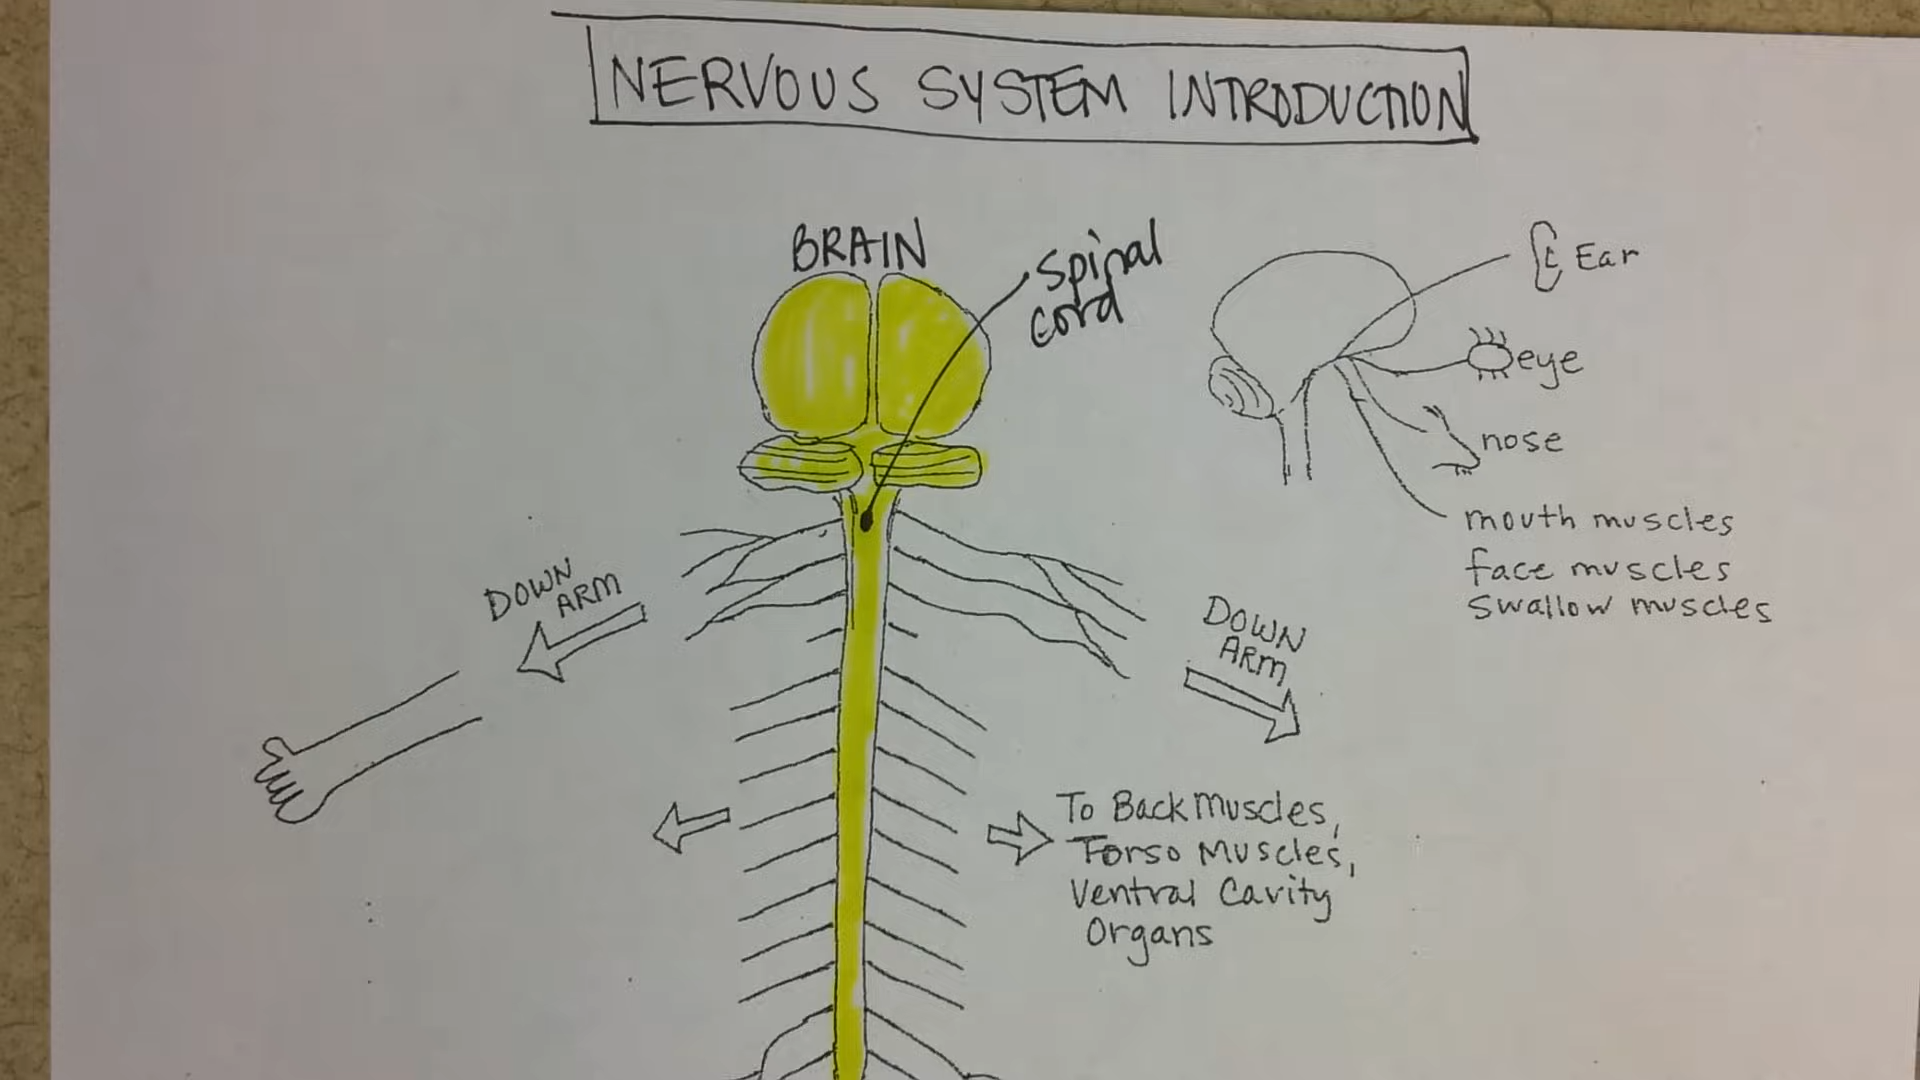 NERVOUS SYSTEM INTRODUCTION
BRAIN
Spinal
cord
Ear
eye
nose
mouth muscles
face muscles
swallow muscles
DOWN
ARM
DOWN
ARM
To Back Muscles,
Torso Muscles,
Ventral Cavity
Organs